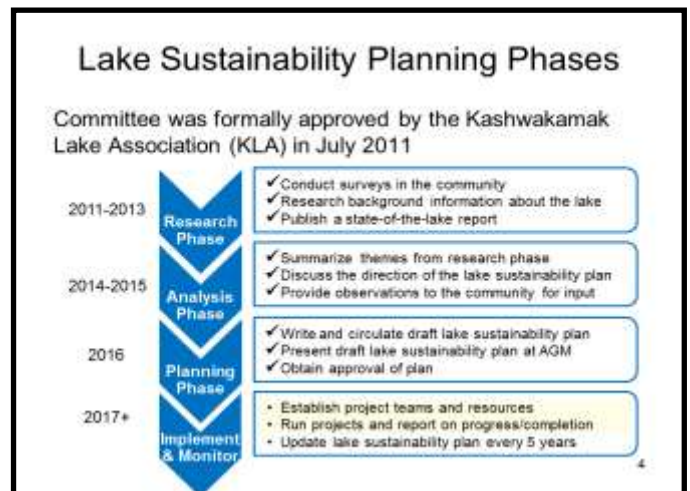 Lake Sustainability Planning Phases
Committee was formally approved by the Kashwakamak
Lake Association (KLA) in July 2011
2011-2013
Research
Phase
✓Conduct surveys in the community
✓Research background information about the lake
✓Publish a state-of-the-lake report
2014-2015
Analysis
Phase
✓Summarize themes from research phase
✓Discuss the direction of the lake sustainability plan
✓Provide observations to the community for input
2016
Planning
Phase
✓Write and circulate draft lake sustainability plan
✓Present draft lake sustainability plan at AGM
✓Obtain approval of plan
2017+
Implement
& Monitor
• Establish project teams and resources
• Run projects and report on progress/completion
• Update lake sustainability plan every 5 years
4